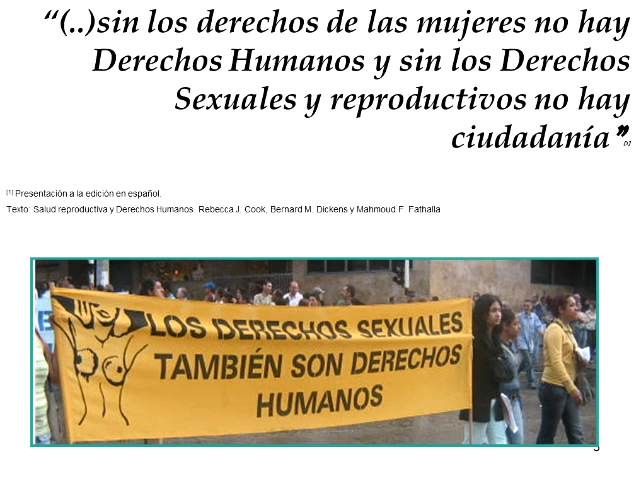 “(..)sin los derechos de las mujeres no hay
Derechos Humanos y sin los Derechos
Sexuales y reproductivos no hay
ciudadanía”[1]
[1] Presentación a la edición en español.
Texto: Salud reproductiva y Derechos Humanos. Rebecca J. Cook, Bernard M. Dickens y Mahmoud F. Fathalla
LOS DERECHOS SEXUALES
TAMBIÉN SON DERECHOS
HUMANOS